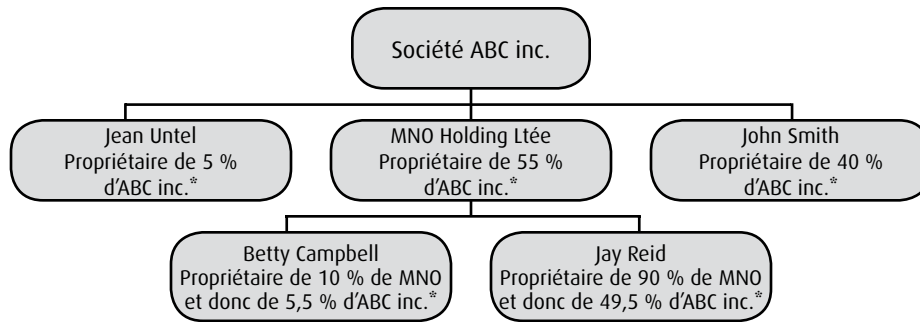 Société ABC inc.
Jean Untel
Propriétaire de 5 %
d’ABC inc.*
MNO Holding Ltée
Propriétaire de 55 %
d’ABC inc.*
John Smith
Propriétaire de 40 %
d’ABC inc.*
Betty Campbell
Propriétaire de 10 % de MNO
et donc de 5,5 % d’ABC inc.*
Jay Reid
Propriétaire de 90 % de MNO
et donc de 49,5 % d’ABC inc.*